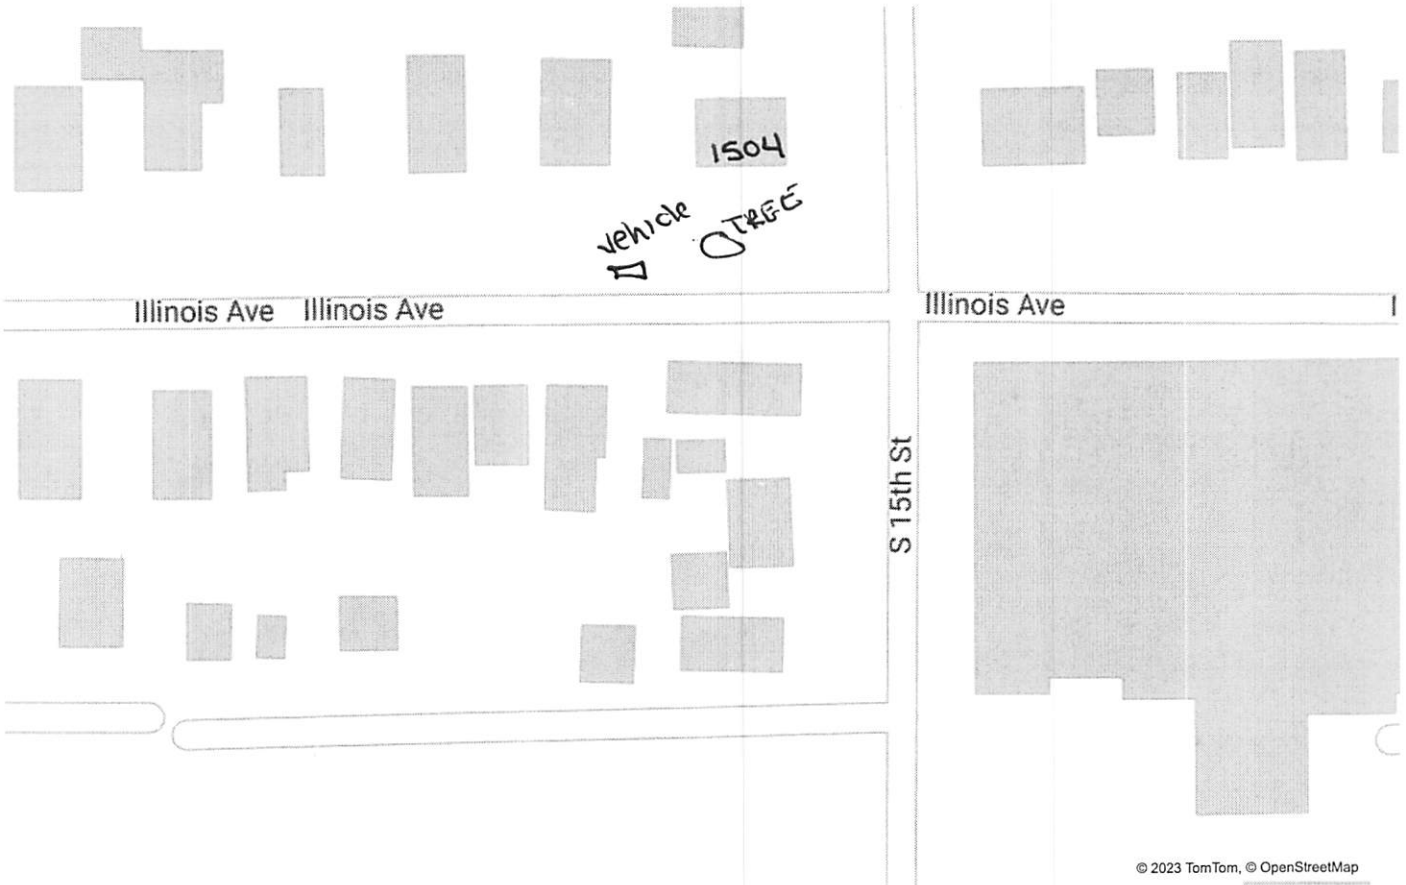 1504
vehicle
TREE
Illinois Ave
Illinois Ave
Illinois Ave
I
S 15th St
© 2023 TomTom, © OpenStreetMap